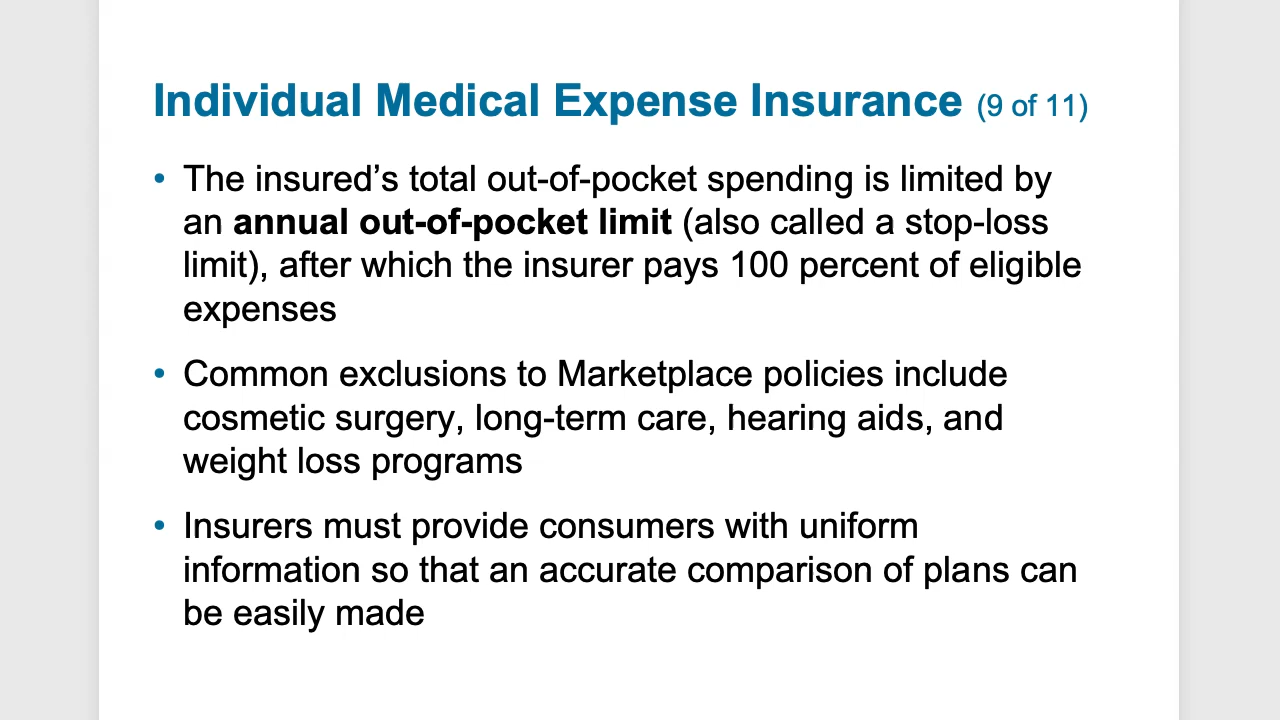 Individual Medical Expense Insurance (9 of 11)
• The insured’s total out-of-pocket spending is limited by
an annual out-of-pocket limit (also called a stop-loss
limit), after which the insurer pays 100 percent of eligible
expenses
• Common exclusions to Marketplace policies include
cosmetic surgery, long-term care, hearing aids, and
weight loss programs
• Insurers must provide consumers with uniform
information so that an accurate comparison of plans can
be easily made